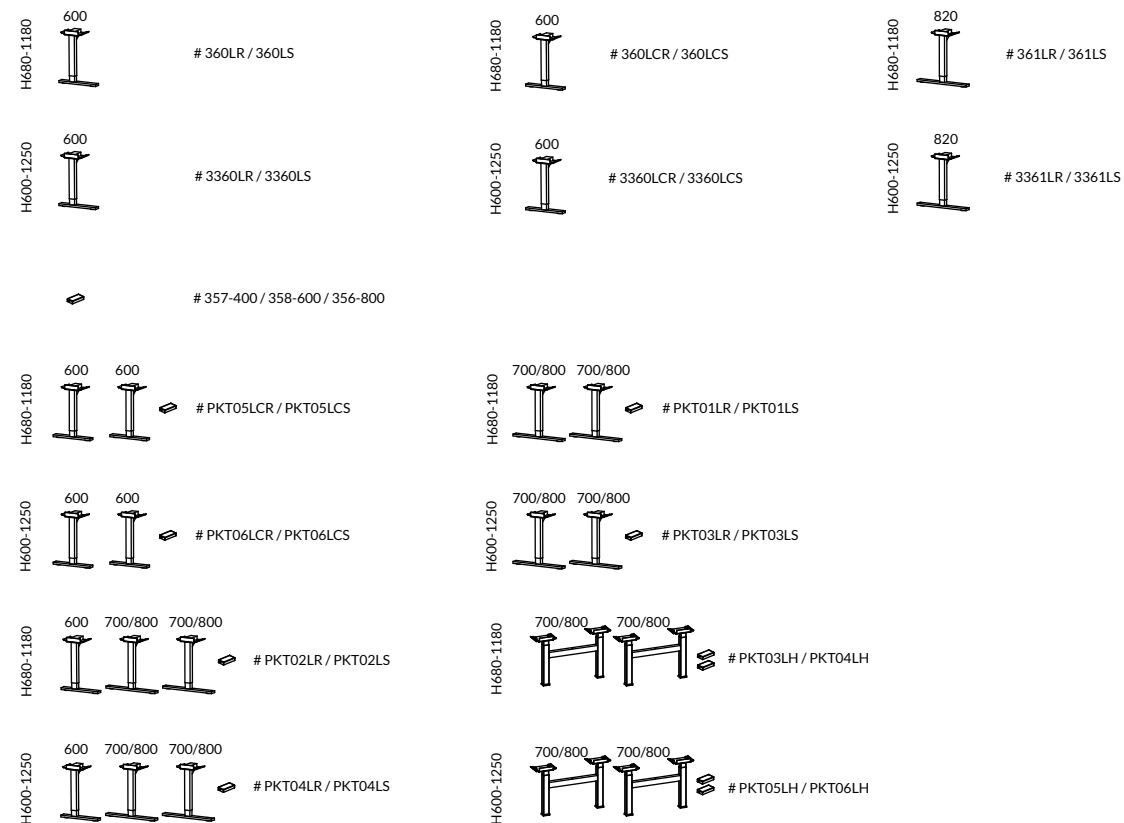 600
H680-1180
# 360LR / 360LS
600
H680-1180
# 360LCR / 360LCS
820
H680-1180
# 361LR / 361LS
600
H600-1250
# 3360LR / 3360LS
600
H600-1250
# 3360LCR / 3360LCS
820
H600-1250
# 3361LR / 3361LS
# 357-400 / 358-600 / 356-800
600 600
H680-1180
# PKT05LCR / PKT05LCS
700/800 700/800
H680-1180
# PKT01LR / PKT01LS
600 600
H600-1250
# PKT06LCR / PKT06LCS
700/800 700/800
H600-1250
# PKT03LR / PKT03LS
600 700/800 700/800
H680-1180
# PKT02LR / PKT02LS
700/800 700/800
H680-1180
# PKT03LH / PKT04LH
600 700/800 700/800
H600-1250
# PKT04LR / PKT04LS
700/800 700/800
H600-1250
# PKT05LH / PKT06LH